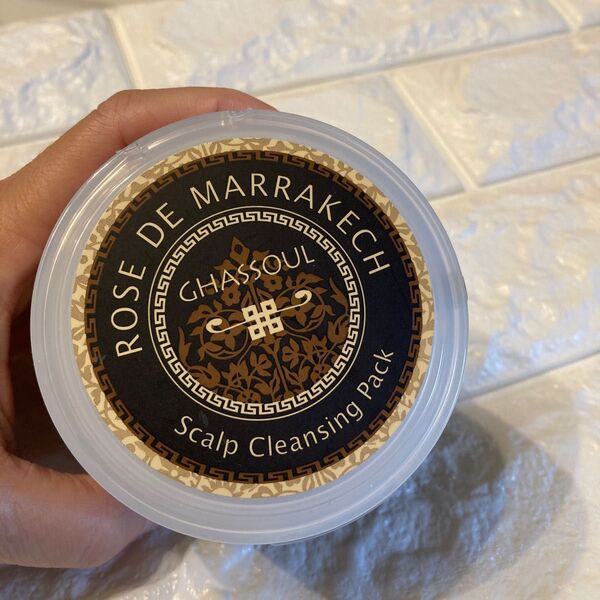 ROSE DE MARRAKECH
GHASSOUL
Scalp Cleansing Pack